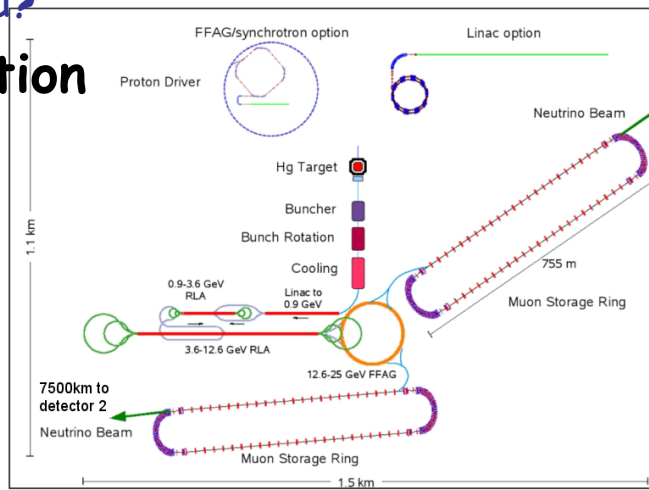 FFAG/synchrotron option
Linac option
Proton Driver
Neutrino Beam
Hg Target
Buncher
Bunch Rotation
1.1 km
Cooling
755 m
0.9-3.6 GeV
RLA
Linac to
0.9 GeV
Muon Storage Ring
3.6-12.6 GeV RLA
12.6-25 GeV FFAG
7500km to
detector 2
Neutrino Beam
Muon Storage Ring
1.5 km